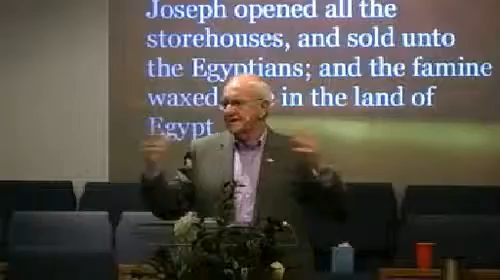 Joseph opened all the
storehouses, and sold unto
the Egyptians; and the famine
waxed in the land of
Egypt